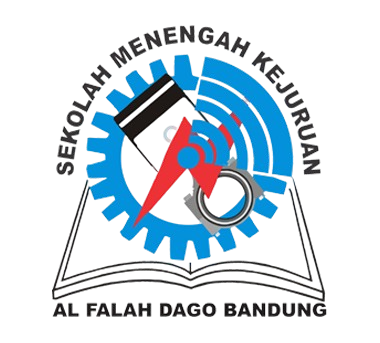 SEKOLAH MENENGAH KEJURUAN
AL FALAH DAGO BANDUNG